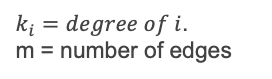 k_i = degree of i.
m = number of edges